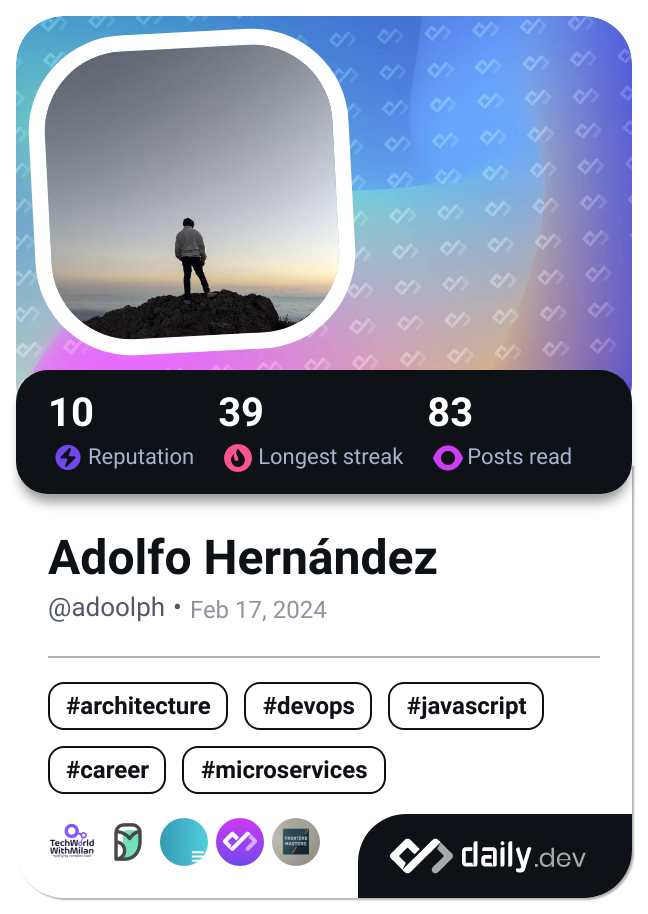 10 39 83
Reputation Longest streak Posts read
Adolfo Hernández
@adoolph • Feb 17, 2024
#architecture #devops #javascript
#career #microservices
TechWorld
WithMilan
FRONTEND
MASTERS
daily.dev